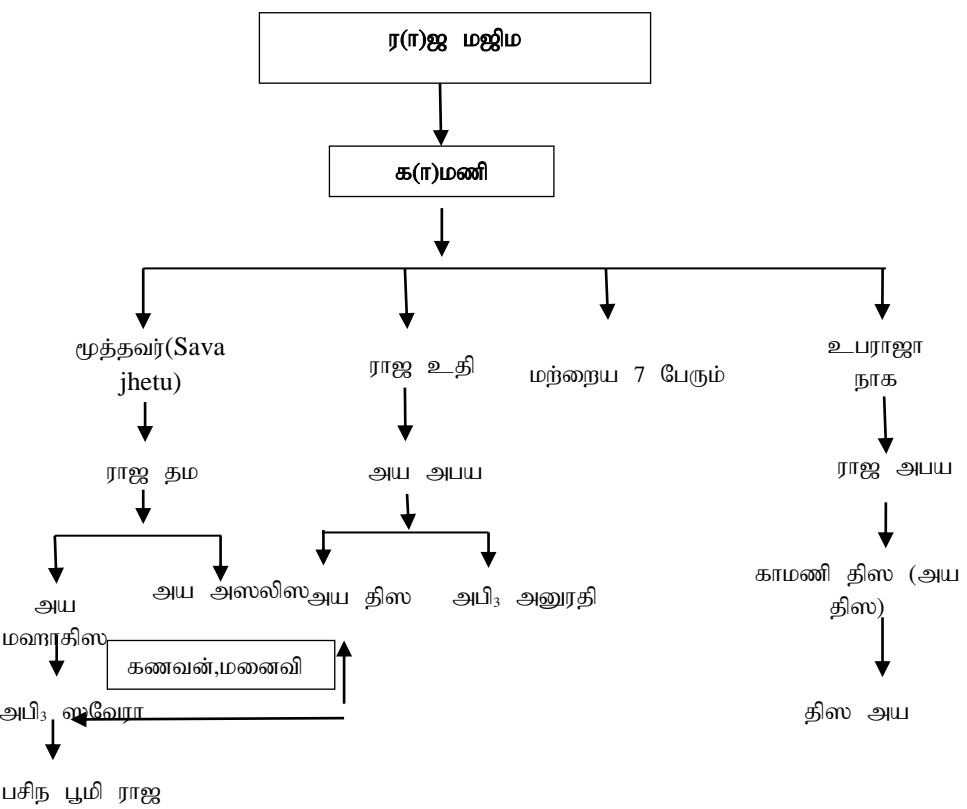 ர(ா)ஜ மஜிம
க(ா)மணி
மூத்தவர்(Sava
jhetu)
ராஜ உதி
மற்றைய 7 பேரும்
உபராஜா
நாக
ராஜ தம
அய அபய
ராஜ அபய
அய
மஹாதிஸ
அய அஸலிஸ
அய திஸ
அபி₃ அனுரதி
காமணி திஸ (அய
திஸ)
கணவன்,மனைவி
அபி₃ ஸவேரா
திஸ அய
பசிந பூமி ராஜ